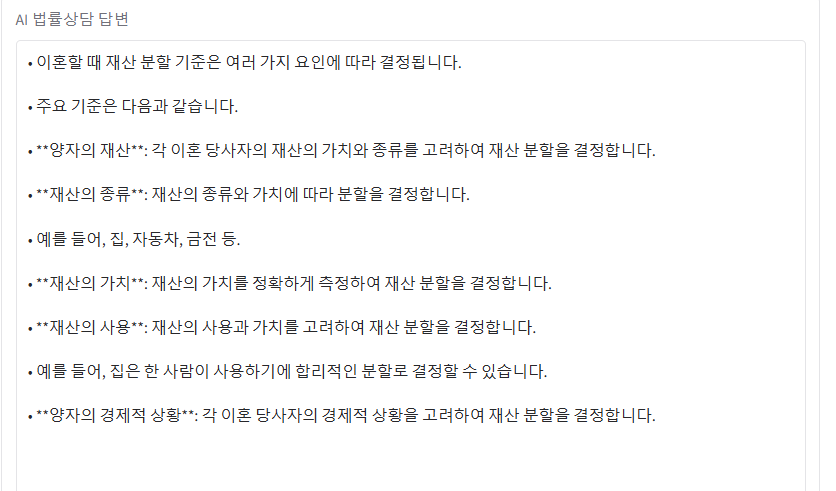 AI 법률상담 답변
• 이혼할 때 재산 분할 기준은 여러 가지 요인에 따라 결정됩니다.
• 주요 기준은 다음과 같습니다.
• **양자의 재산**: 각 이혼 당사자의 재산의 가치와 종류를 고려하여 재산 분할을 결정합니다.
• **재산의 종류**: 재산의 종류와 가치에 따라 분할을 결정합니다.
• 예를 들어, 집, 자동차, 금전 등.
• **재산의 가치**: 재산의 가치를 정확하게 측정하여 재산 분할을 결정합니다.
• **재산의 사용**: 재산의 사용과 가치를 고려하여 재산 분할을 결정합니다.
• 예를 들어, 집은 한 사람이 사용하기에 합리적인 분할로 결정할 수 있습니다.
• **양자의 경제적 상황**: 각 이혼 당사자의 경제적 상황을 고려하여 재산 분할을 결정합니다.